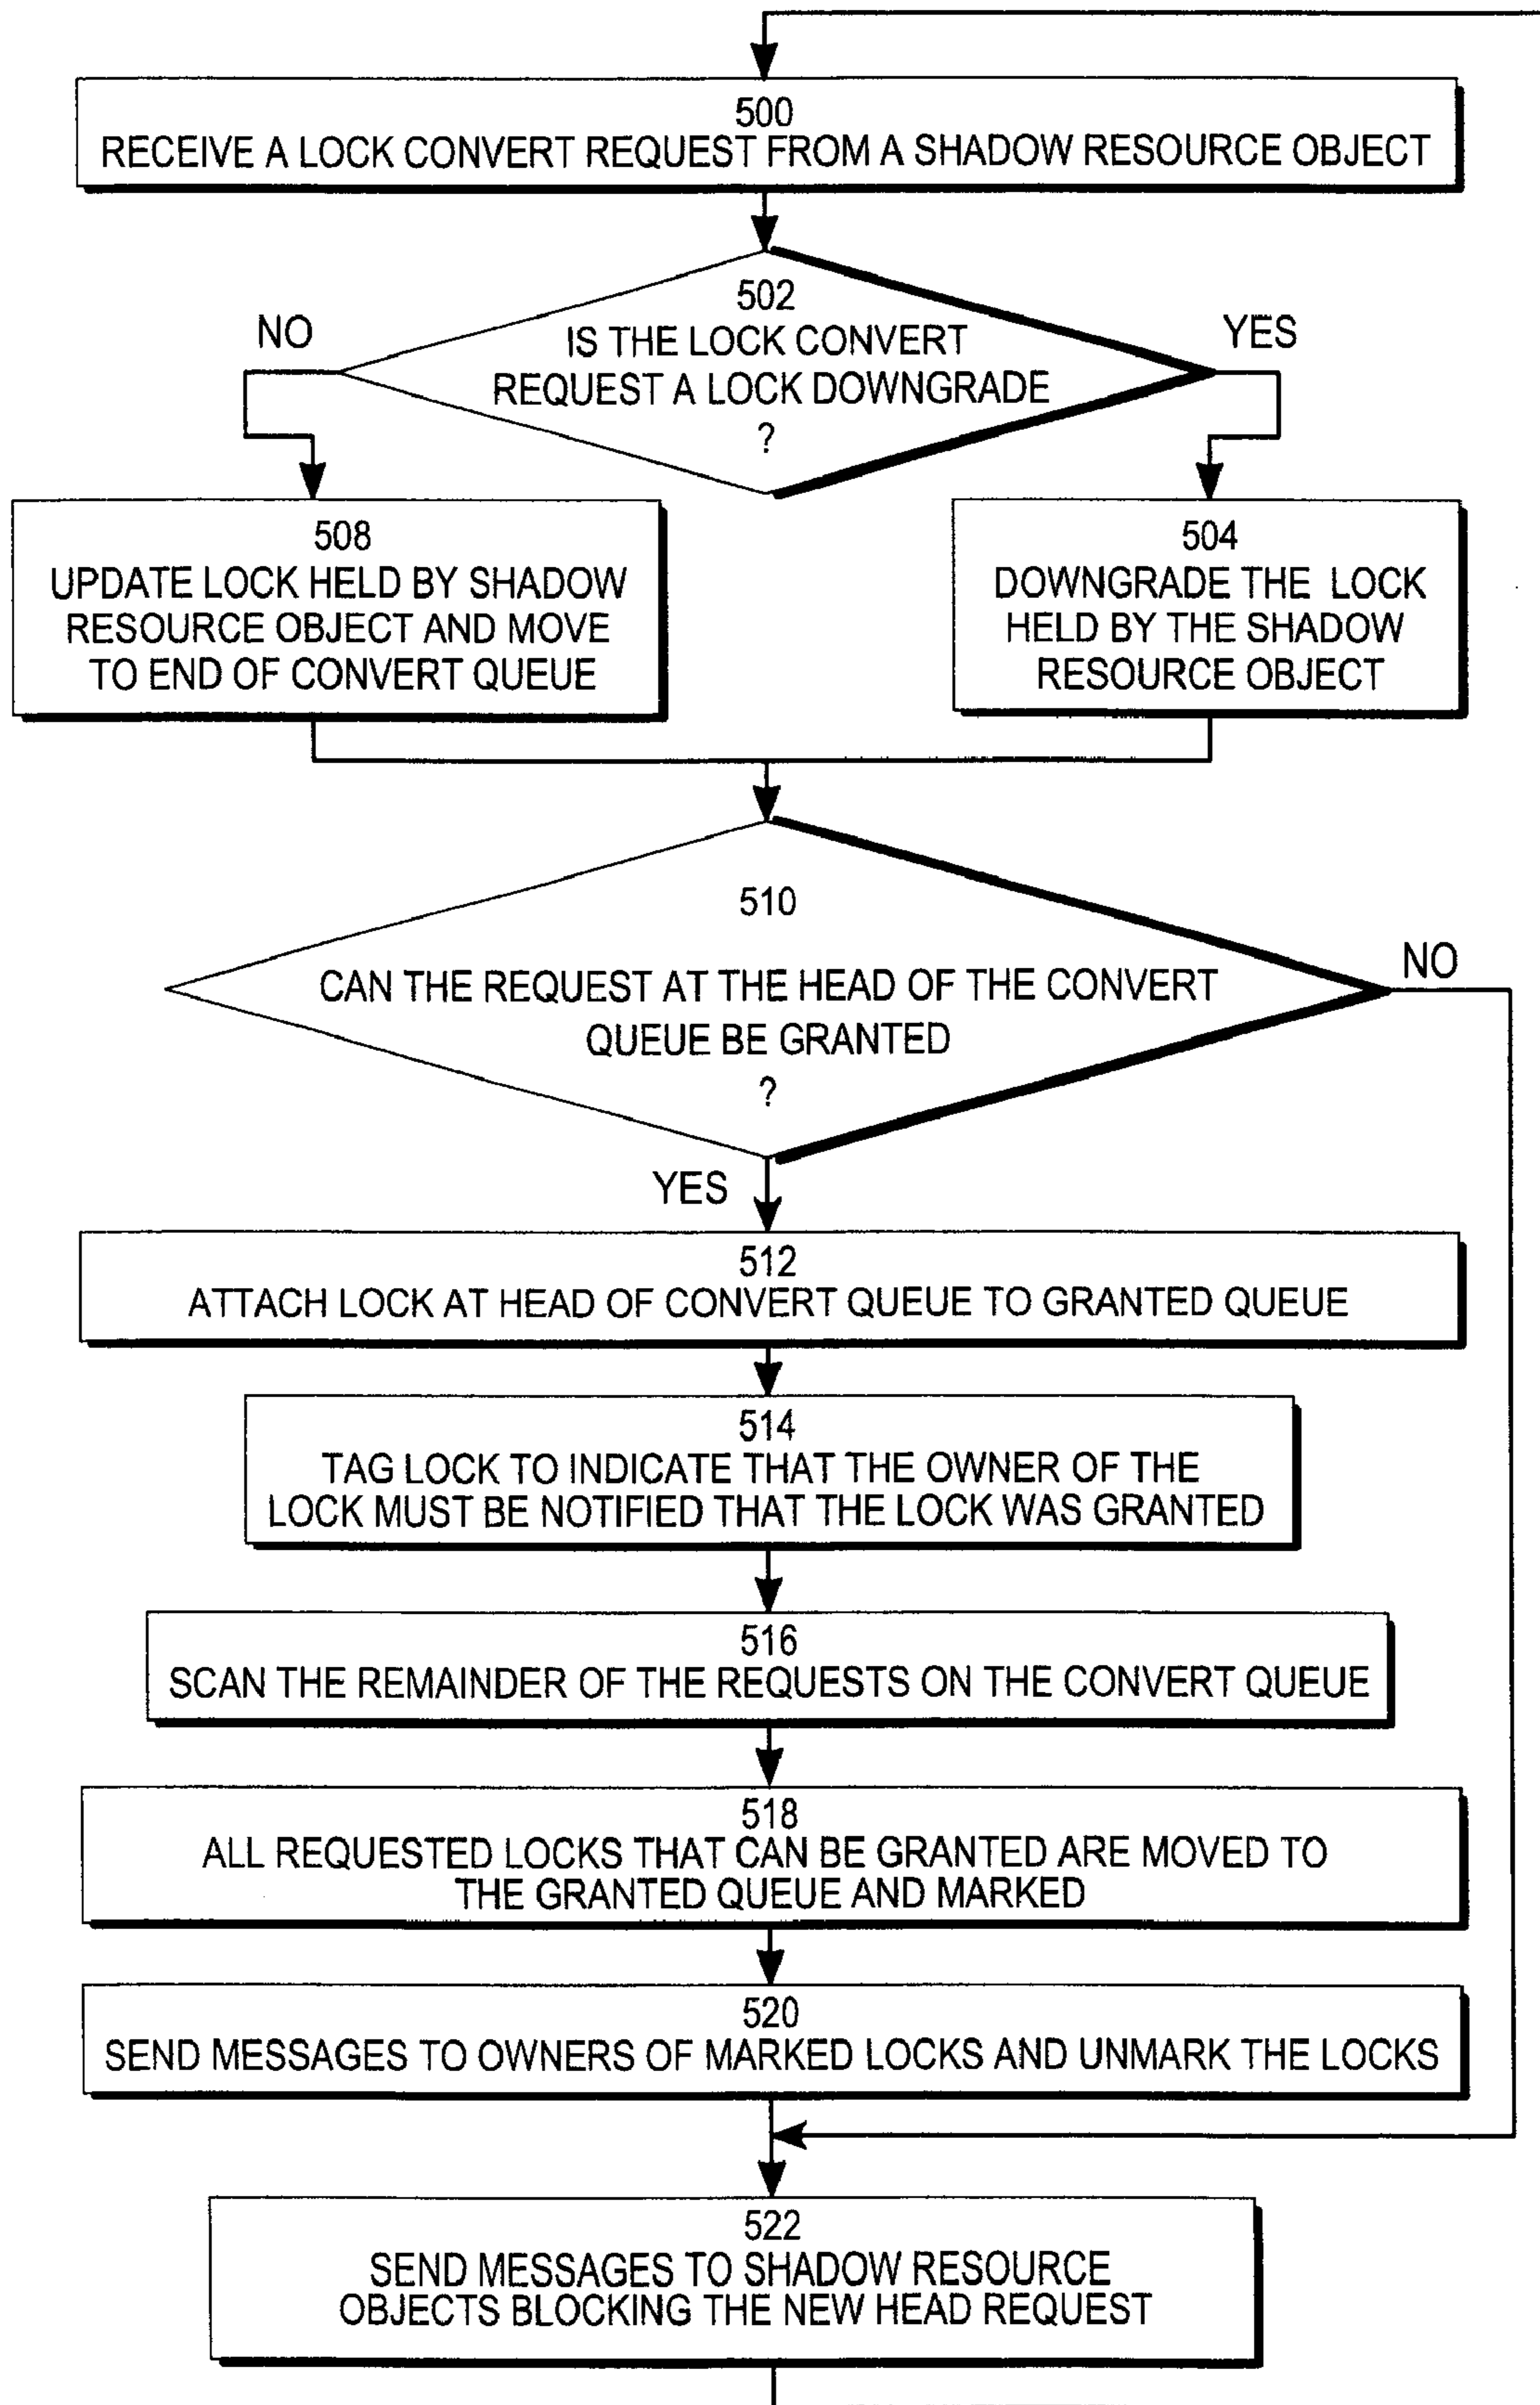 500
RECEIVE A LOCK CONVERT REQUEST FROM A SHADOW RESOURCE OBJECT
502
IS THE LOCK CONVERT
REQUEST A LOCK DOWNGRADE
?
NO
YES
508
UPDATE LOCK HELD BY SHADOW
RESOURCE OBJECT AND MOVE
TO END OF CONVERT QUEUE
504
DOWNGRADE THE LOCK
HELD BY THE SHADOW
RESOURCE OBJECT
510
CAN THE REQUEST AT THE HEAD OF THE CONVERT
QUEUE BE GRANTED
?
NO
YES
512
ATTACH LOCK AT HEAD OF CONVERT QUEUE TO GRANTED QUEUE
514
TAG LOCK TO INDICATE THAT THE OWNER OF THE
LOCK MUST BE NOTIFIED THAT THE LOCK WAS GRANTED
516
SCAN THE REMAINDER OF THE REQUESTS ON THE CONVERT QUEUE
518
ALL REQUESTED LOCKS THAT CAN BE GRANTED ARE MOVED TO
THE GRANTED QUEUE AND MARKED
520
SEND MESSAGES TO OWNERS OF MARKED LOCKS AND UNMARK THE LOCKS
522
SEND MESSAGES TO SHADOW RESOURCE
OBJECTS BLOCKING THE NEW HEAD REQUEST